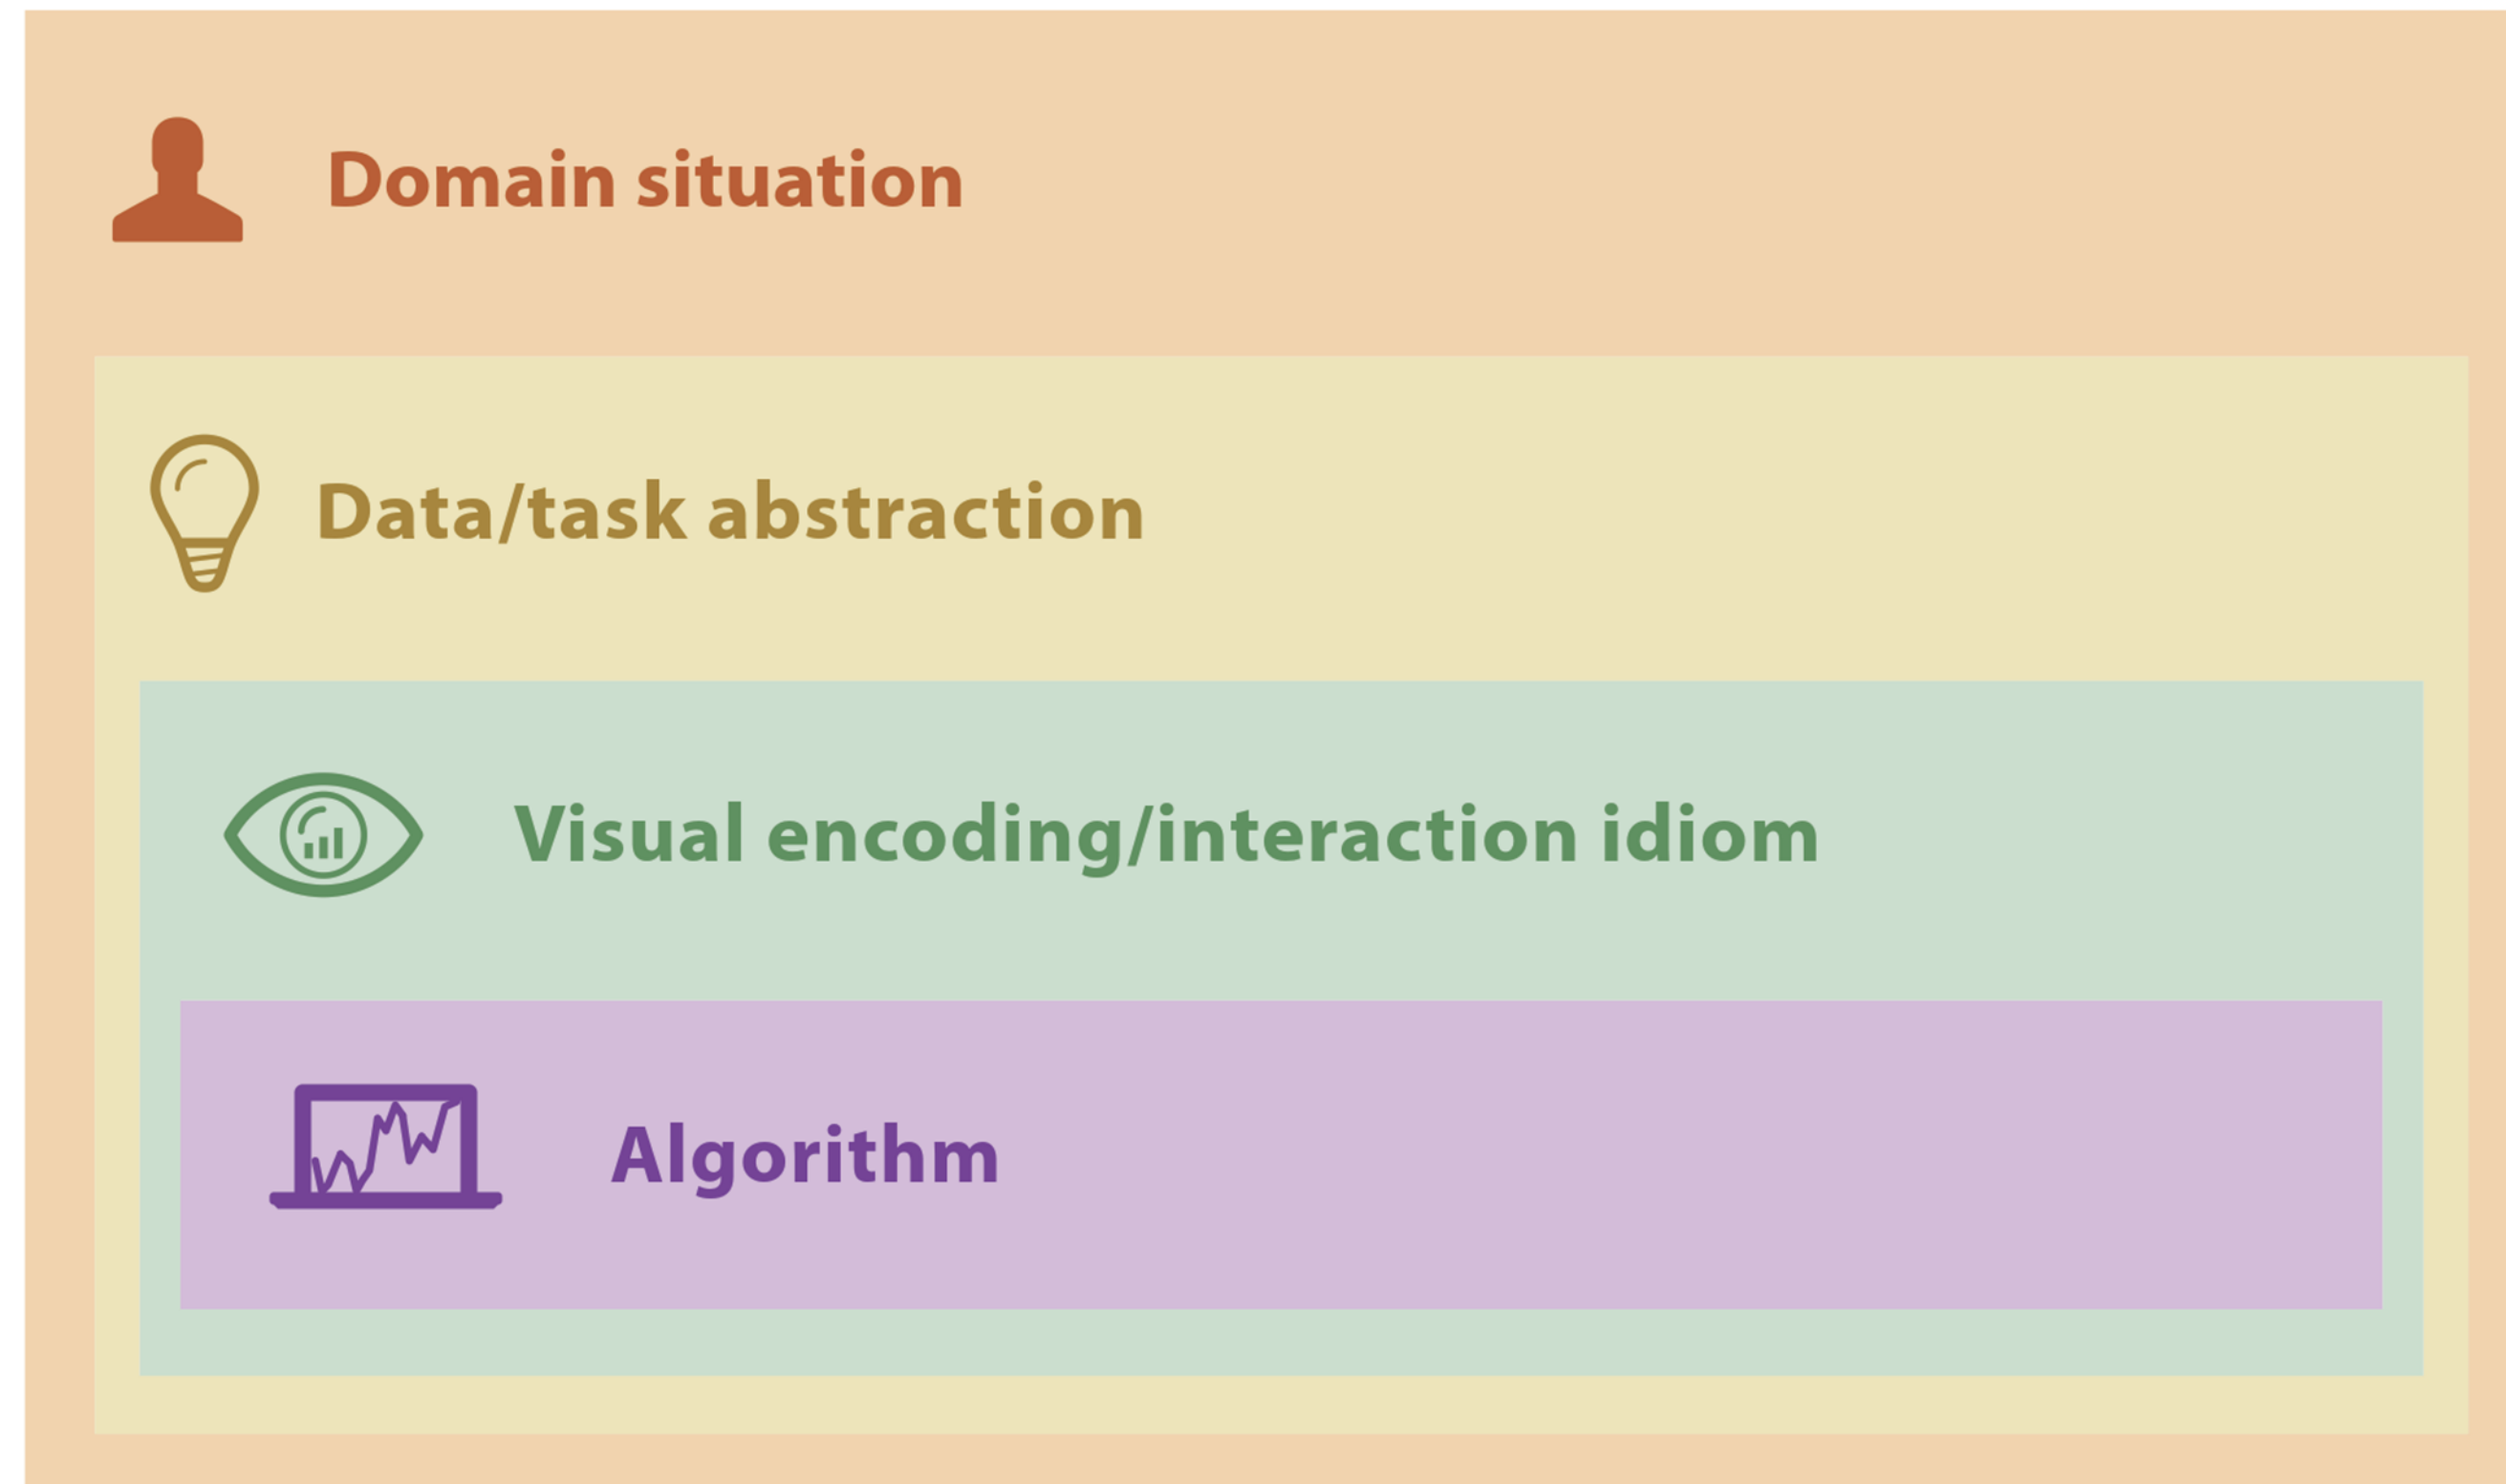 Domain situation
Data/task abstraction
Visual encoding/interaction idiom
Algorithm